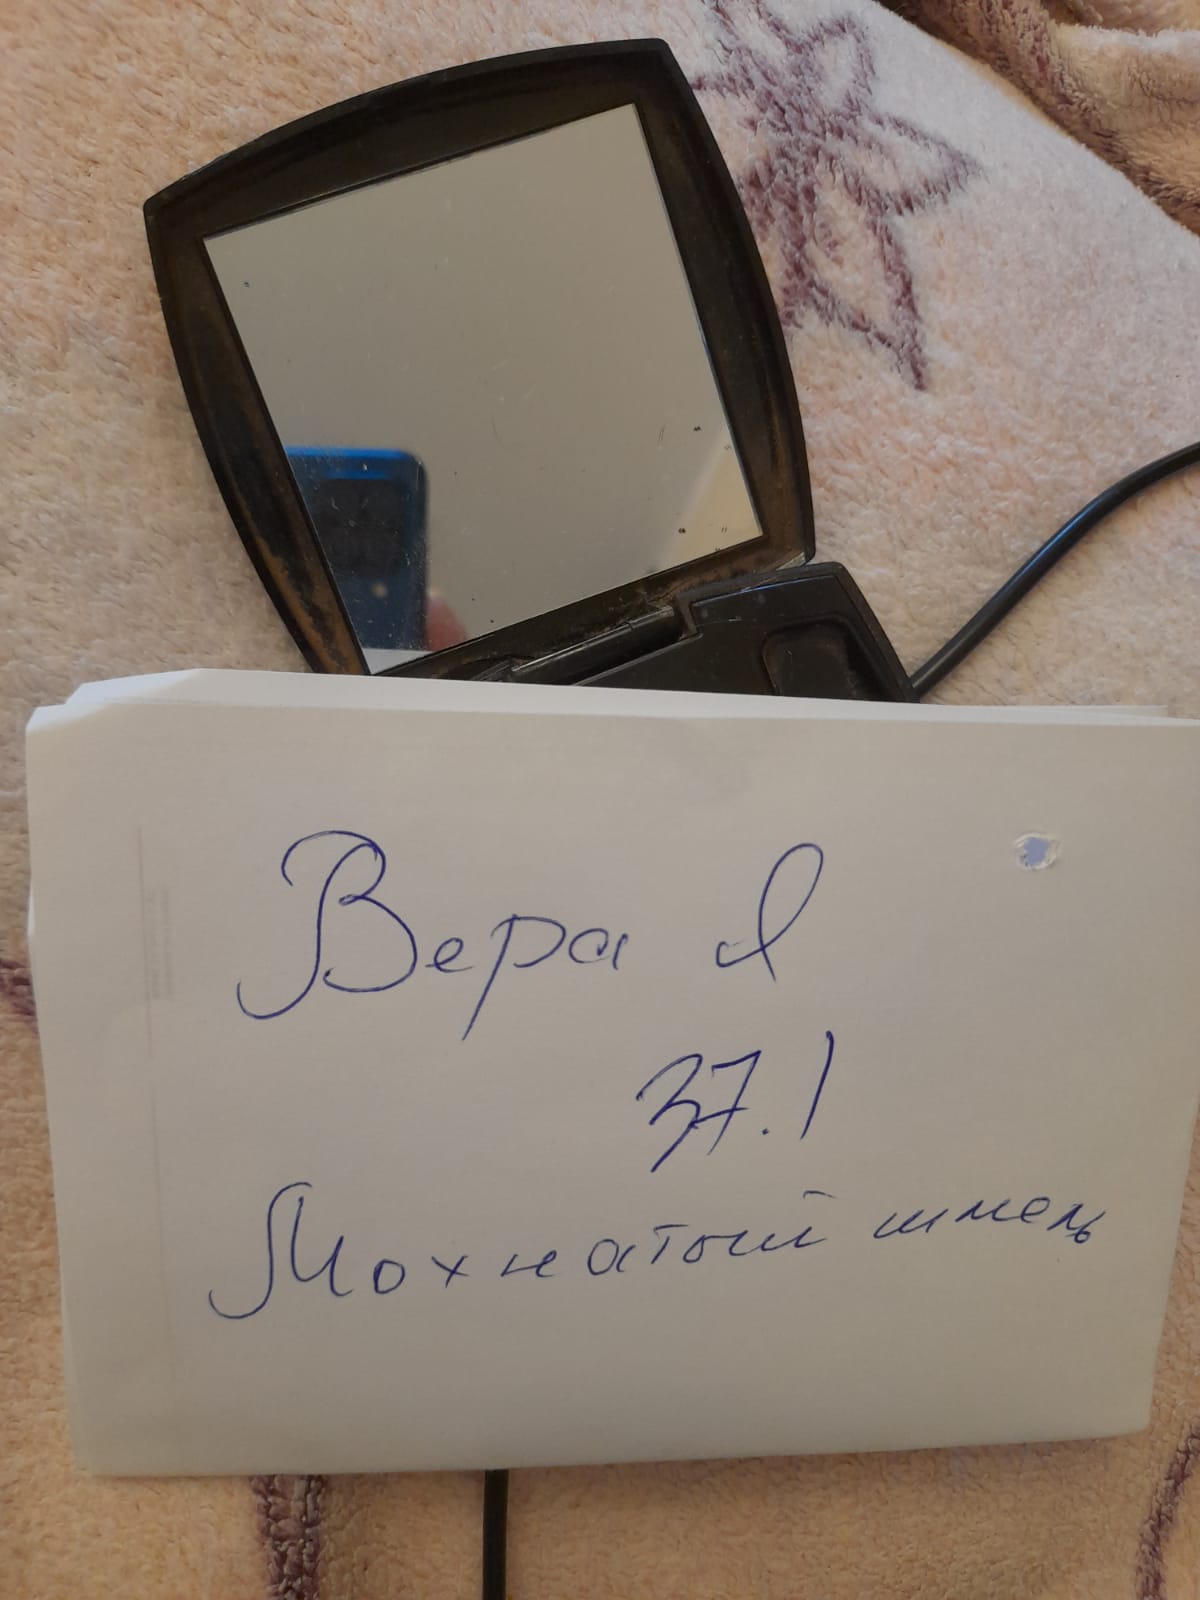 Вера Я
37.1
Мохнатый шмель